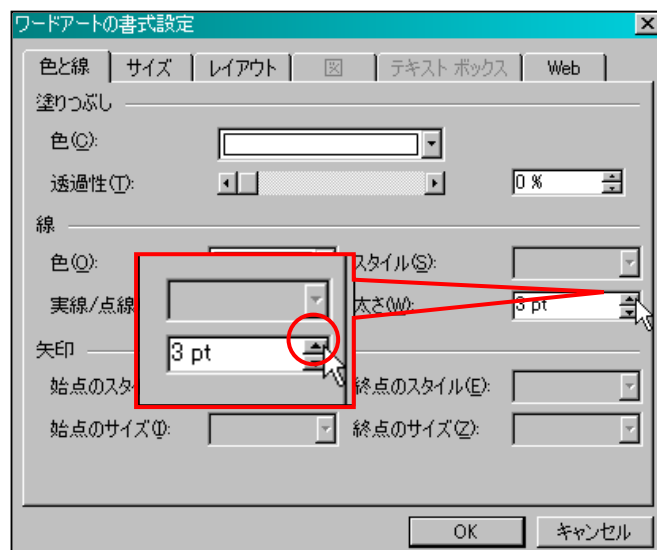 ワードアートの書式設定
色と線 サイズ レイアウト 図 テキスト ボックス Web
塗りつぶし
色(C):
透過性(T): 0 %
線
色(O): スタイル(S):
実線/点線 太さ(W): 3 pt
3 pt
矢印
始点のスタ 終点のスタイル(E):
始点のサイズ(I): 終点のサイズ(Z):
OK キャンセル